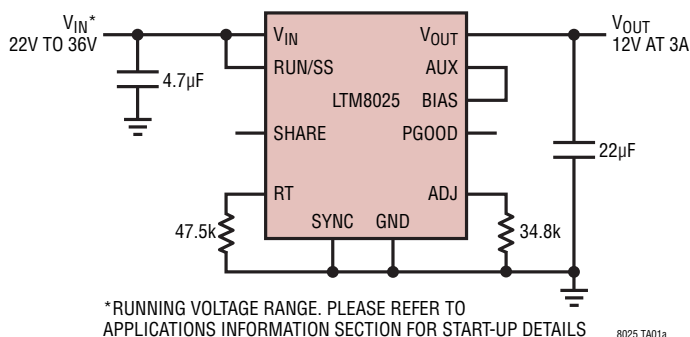 VIN*
22V TO 36V
4.7µF
VIN
RUN/SS
SHARE
RT
SYNC
GND
LTM8025
VOUT
AUX
BIAS
PGOOD
ADJ
VOUT
12V AT 3A
22µF
47.5k
34.8k
*RUNNING VOLTAGE RANGE. PLEASE REFER TO
APPLICATIONS INFORMATION SECTION FOR START-UP DETAILS
8025 TA01a